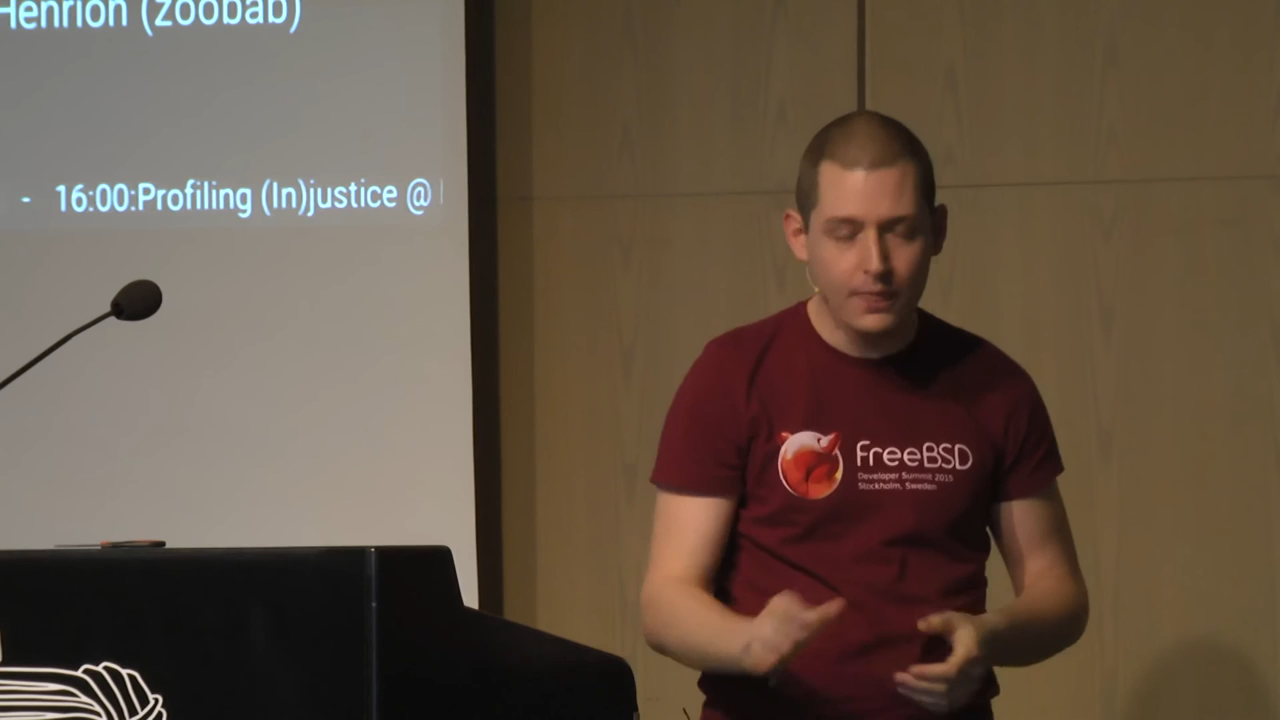 Henrion (zoobab)
- 16:00:Profiling (In)justice @
FreeBSD
Developer Summit 2015
Stockholm, Sweden